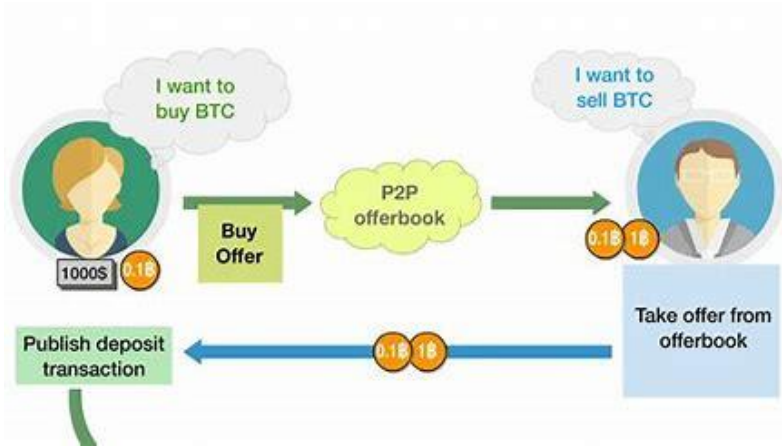 I want to
buy BTC
I want to
sell BTC
P2P
offerbook
Buy
Offer
1000$
0.1฿
0.1฿
1฿
Take offer from
offerbook
Publish deposit
transaction
0.1฿
1฿